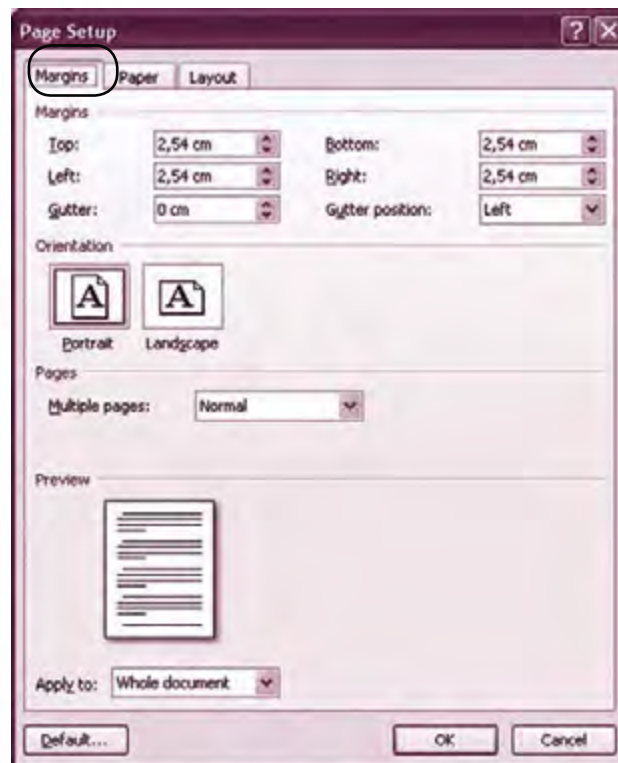 Page Setup
Margins Paper Layout
Margins
Top: 2,54 cm Bottom: 2,54 cm
Left: 2,54 cm Right: 2,54 cm
Gutter: 0 cm Gutter position: Left
Orientation
A A
Portrait Landscape
Pages
Multiple pages: Normal
Preview
Apply to: Whole document
Default... OK Cancel